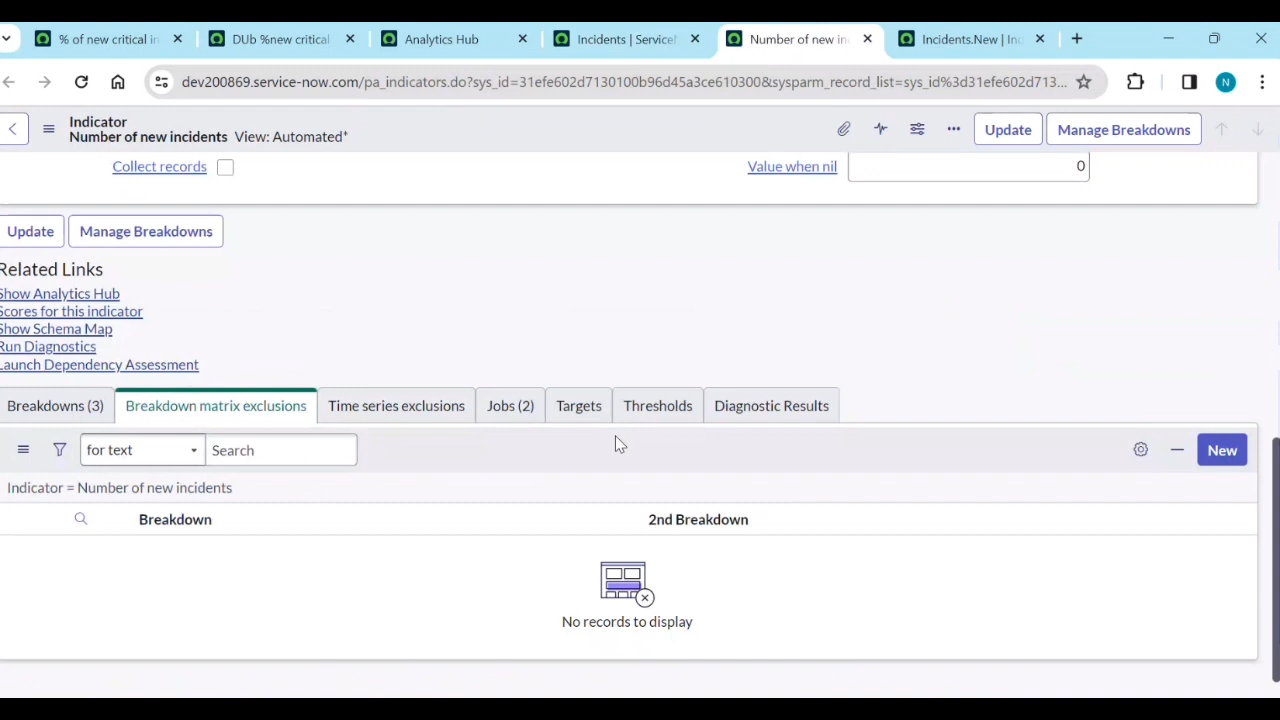 % of new critical in
DUb %new critical
Analytics Hub
Incidents | Service
Number of new in
Incidents.New | In
dev200869.service-now.com/pa_indicators.do?sys_id=31efe602d7130100b96d45a3ce610300&sysparm_record_list=sys_id%3d31efe602d713...
N
Indicator
Number of new incidents View: Automated*
Update
Manage Breakdowns
Collect records
Value when nil
0
Update
Manage Breakdowns
Related Links
Show Analytics Hub
Scores for this indicator
Show Schema Map
Run Diagnostics
Launch Dependency Assessment
Breakdowns (3)
Breakdown matrix exclusions
Time series exclusions
Jobs (2)
Targets
Thresholds
Diagnostic Results
for text
Search
New
Indicator = Number of new incidents
Breakdown
2nd Breakdown
No records to display